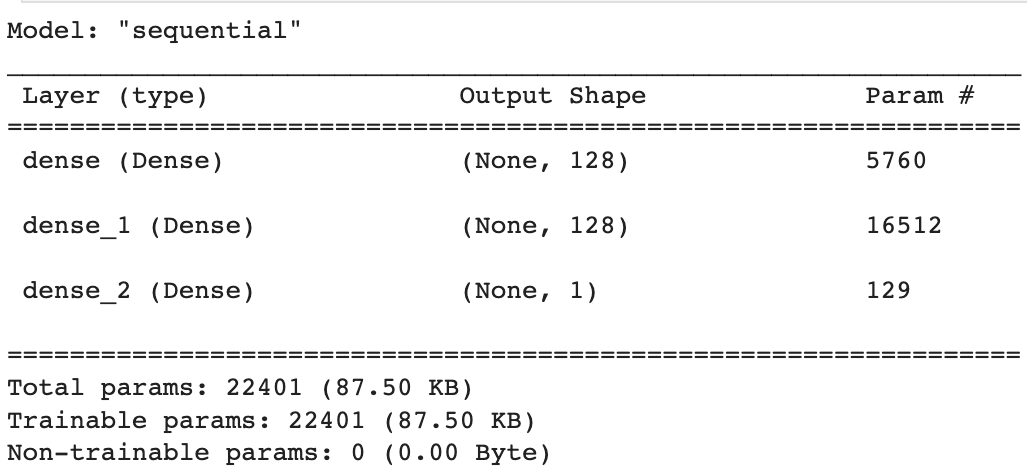 Model: "sequential"
_________________________________________________________________
Layer (type) Output Shape Param #
=================================================================
dense (Dense) (None, 128) 5760
dense_1 (Dense) (None, 128) 16512
dense_2 (Dense) (None, 1) 129
=================================================================
Total params: 22401 (87.50 KB)
Trainable params: 22401 (87.50 KB)
Non-trainable params: 0 (0.00 Byte)